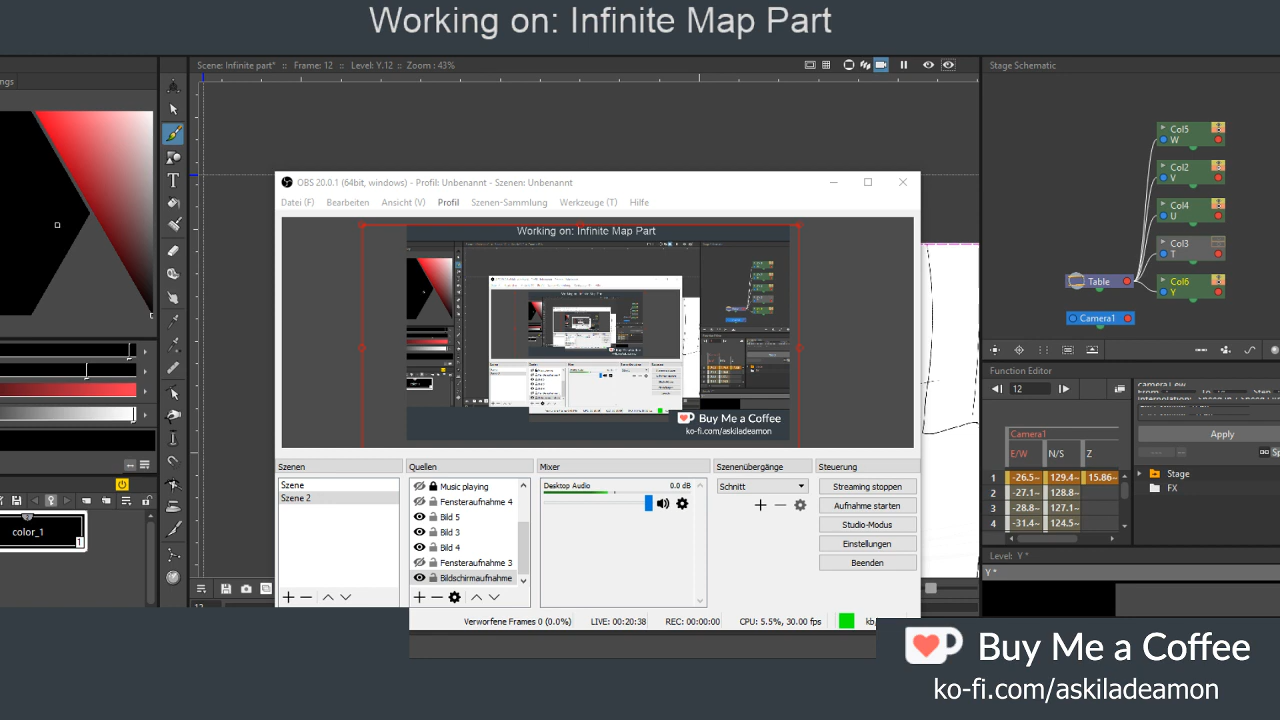 Working on: Infinite Map Part
Scene: Infinite part* :: Frame: 12 :: Level: Y.12 :: Zoom : 43%
Stage Schematic
ngs
Col5
W
Col2
V
Col4
U
Col3
T
Table
Col6
Y
Camera1
OBS 20.0.1 (64bit, windows) - Profil: Unbenannt - Szenen: Unbenannt
Datei (F) Bearbeiten Ansicht (V) Profil Szenen-Sammlung Werkzeuge (T) Hilfe
Working on: Infinite Map Part
Buy Me a Coffee
ko-fi.com/askiladeamon
Function Editor
12
Camera1
E/W N/S Z
1 -26.5~ 129.4~ 15.86~
2 -27.1~ 128.8~
3 -28.8~ 127.1~
4 -31.4~ 124.5~
Apply
Stage
FX
Level: Y *
Y *
Szenen Quellen Mixer Szenenübergänge Steuerung
Szene
Szene 2
Music playing
Fensteraufnahme 4
Bild 5
Bild 3
Bild 4
Fensteraufnahme 3
Bildschirmaufnahme
Desktop Audio 0.0 dB
Schnitt
Streaming stoppen
Aufnahme starten
Studio-Modus
Einstellungen
Beenden
Verworfene Frames 0 (0.0%) LIVE: 00:20:38 REC: 00:00:00 CPU: 5.5%, 30.00 fps
color_1
1
Buy Me a Coffee
ko-fi.com/askiladeamon